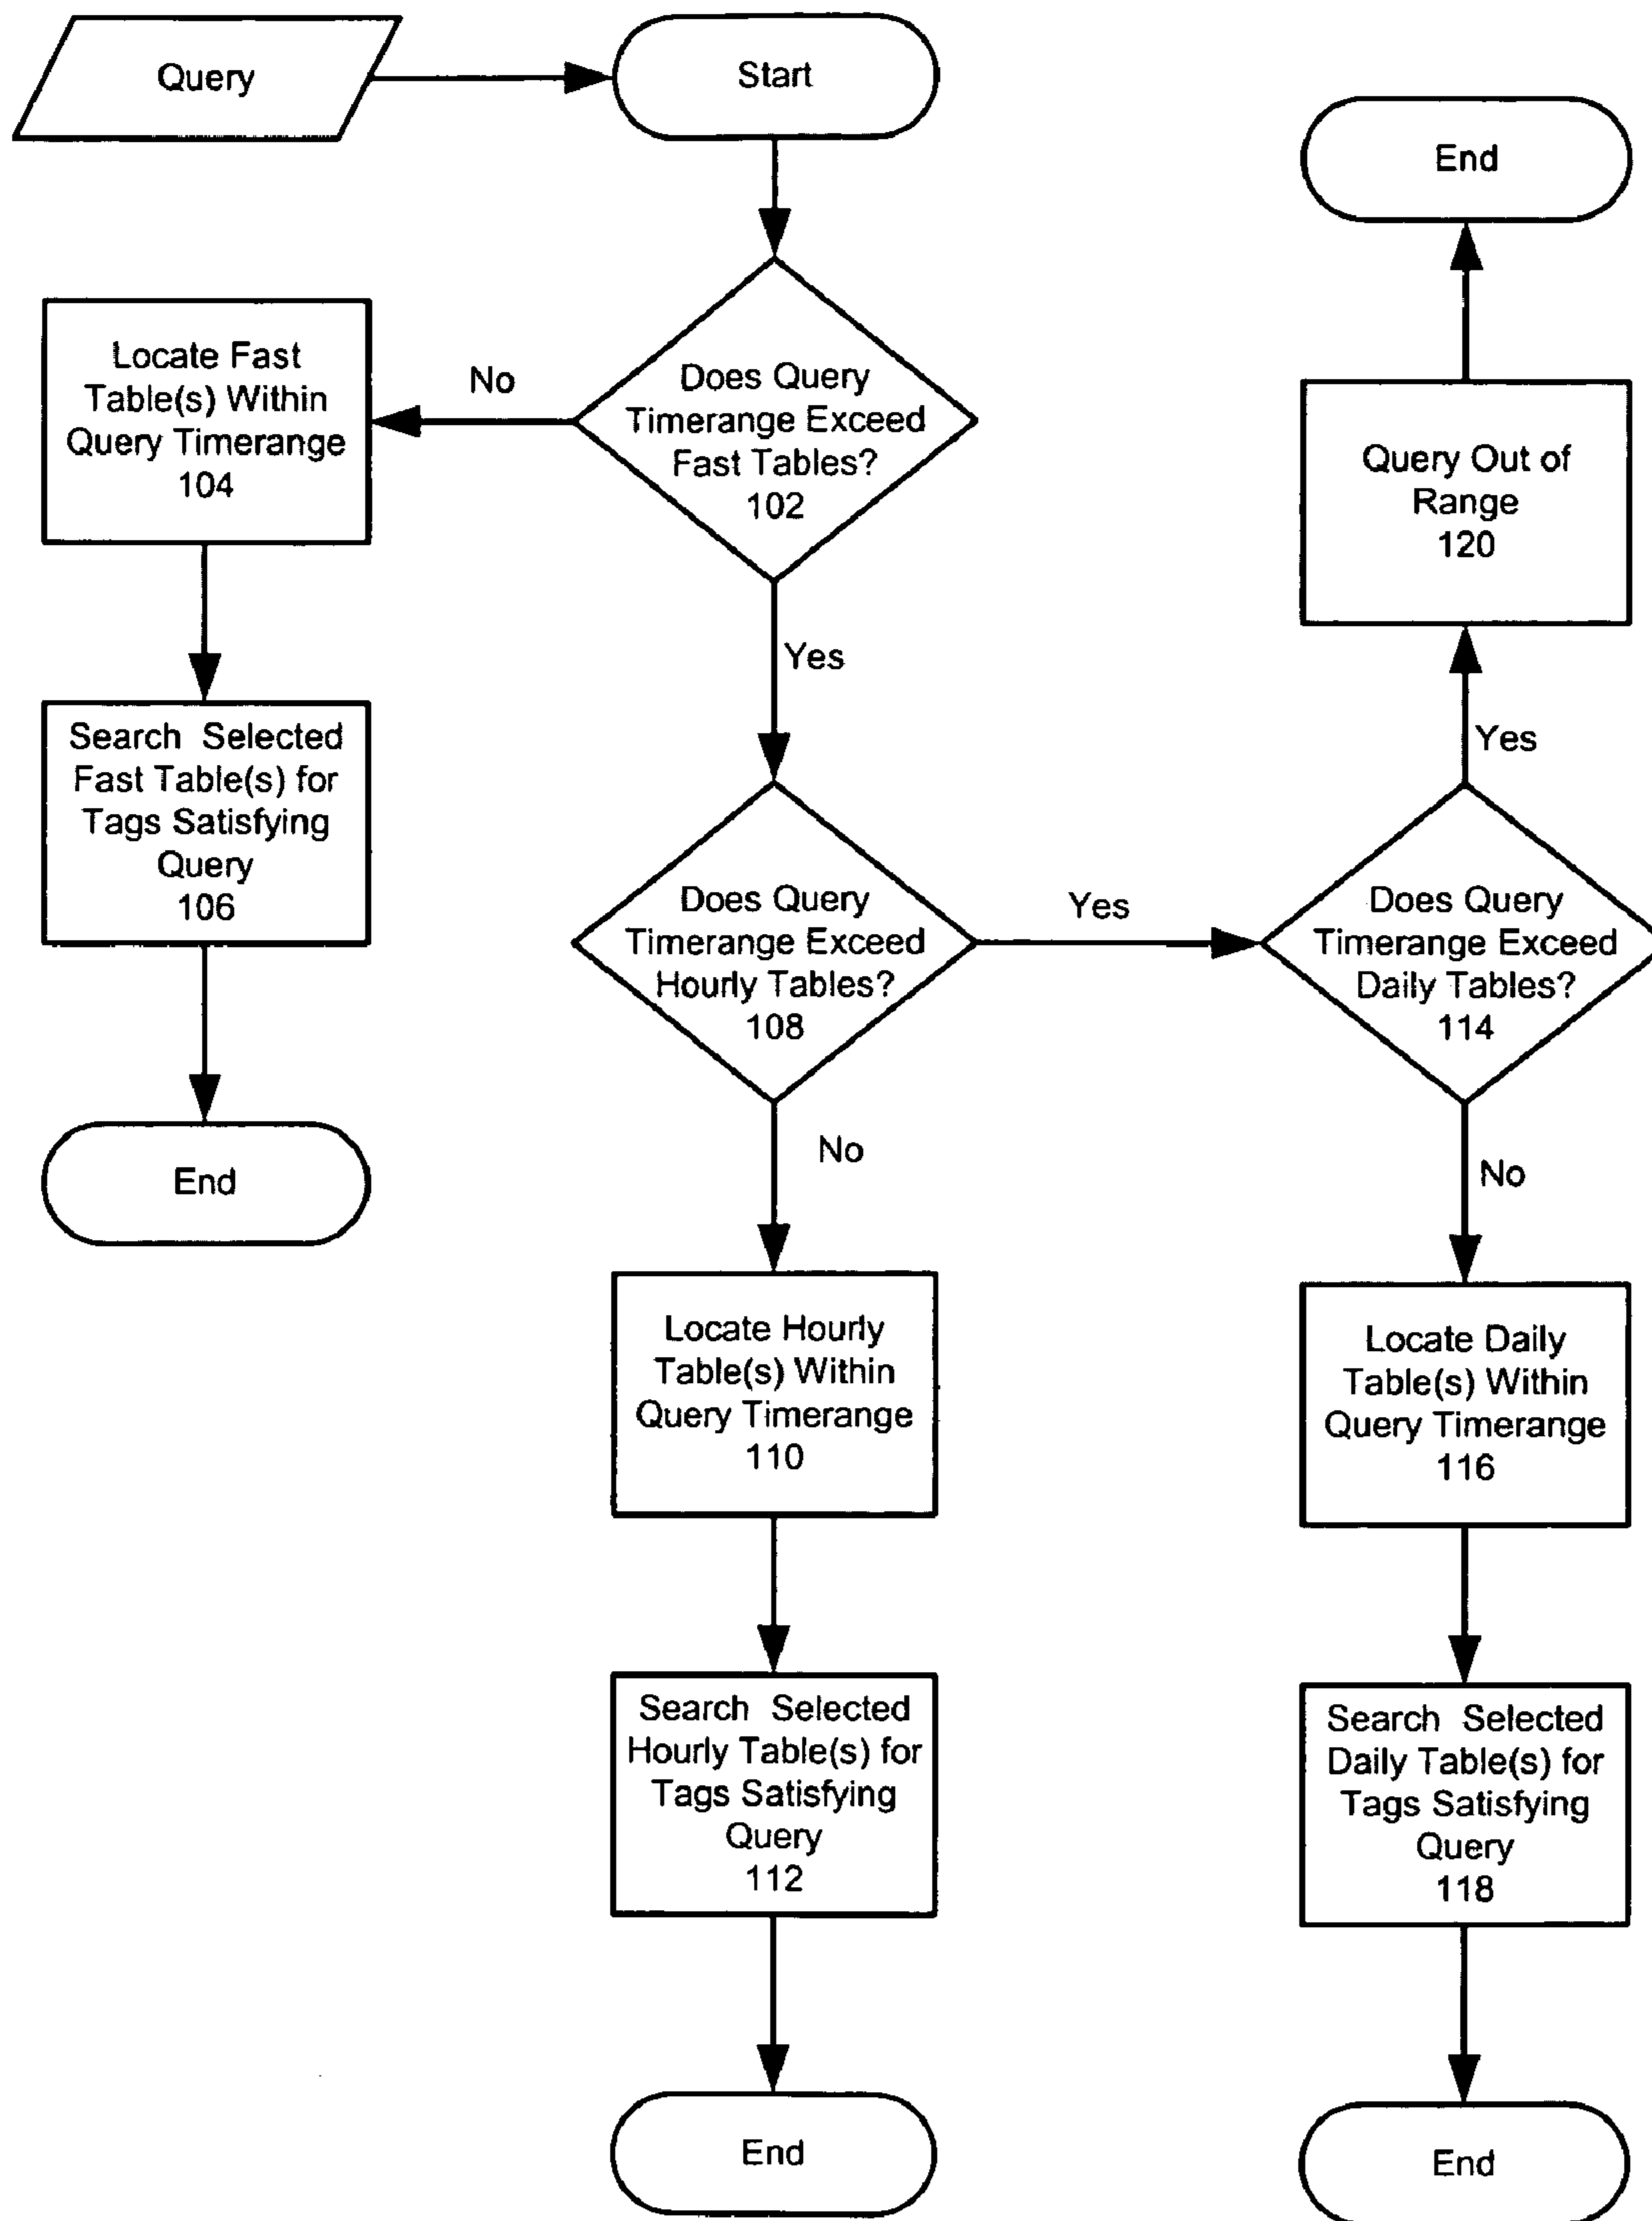 Query
Start
End
Locate Fast
Table(s) Within
Query Timerange
104
No
Does Query
Timerange Exceed
Fast Tables?
102
Query Out of
Range
120
Yes
Yes
Search Selected
Fast Table(s) for
Tags Satisfying
Query
106
Does Query
Timerange Exceed
Hourly Tables?
108
Yes
Does Query
Timerange Exceed
Daily Tables?
114
End
No
No
Locate Hourly
Table(s) Within
Query Timerange
110
Locate Daily
Table(s) Within
Query Timerange
116
Search Selected
Hourly Table(s) for
Tags Satisfying
Query
112
Search Selected
Daily Table(s) for
Tags Satisfying
Query
118
End
End